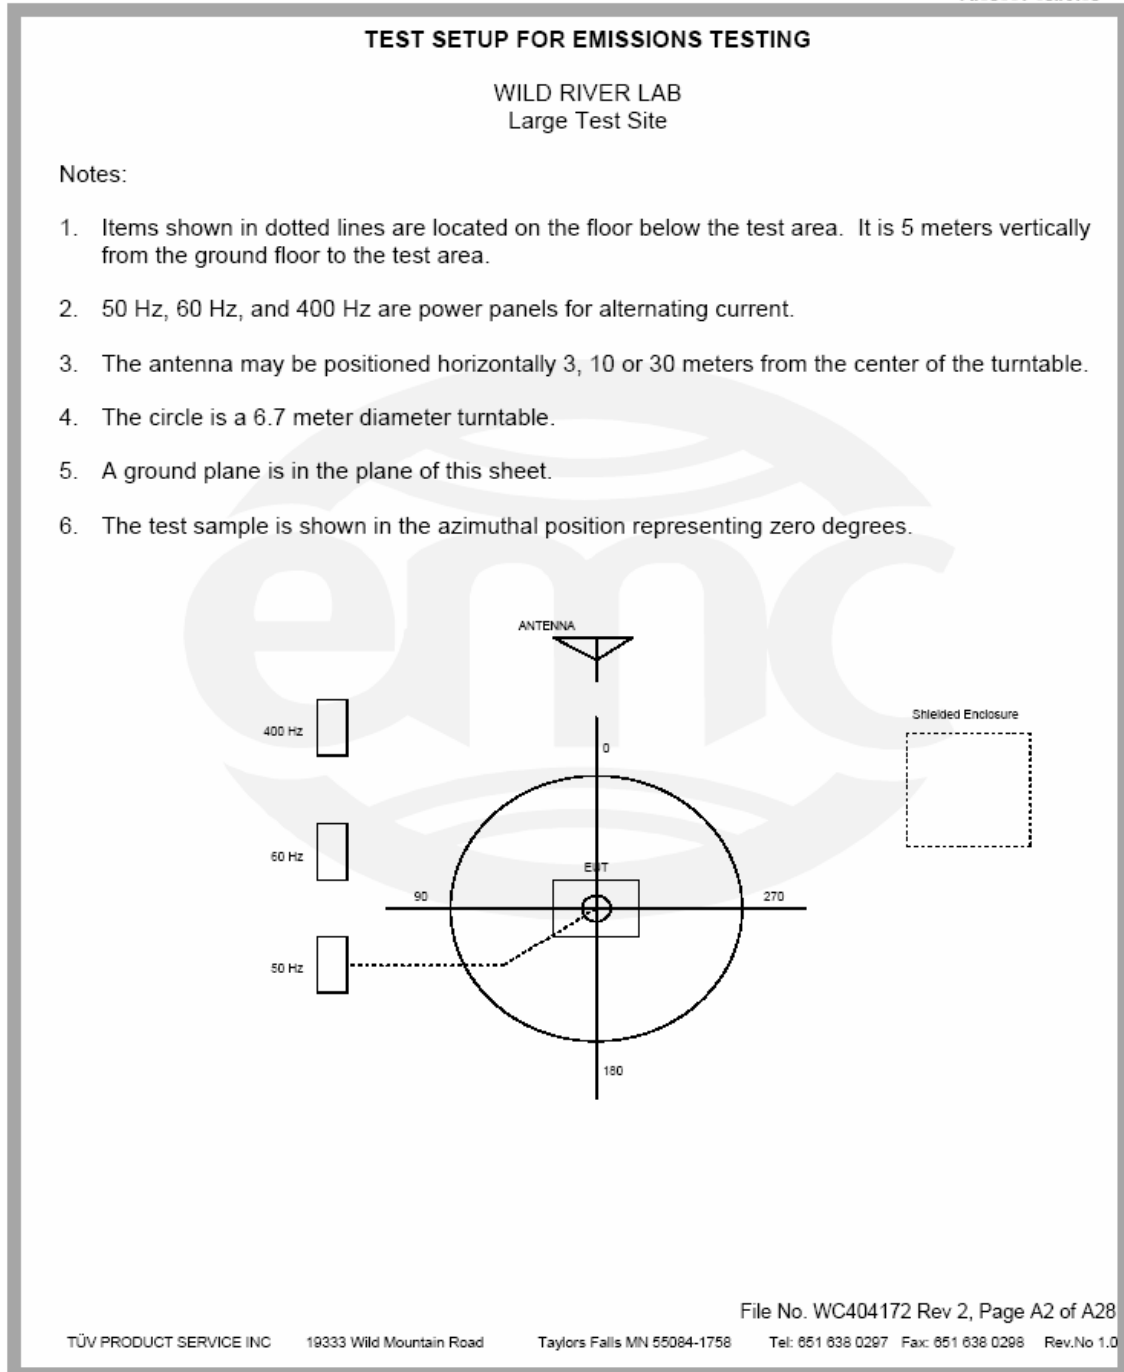 TEST SETUP FOR EMISSIONS TESTING
WILD RIVER LAB
Large Test Site
Notes:
1. Items shown in dotted lines are located on the floor below the test area. It is 5 meters vertically
from the ground floor to the test area.
2. 50 Hz, 60 Hz, and 400 Hz are power panels for alternating current.
3. The antenna may be positioned horizontally 3, 10 or 30 meters from the center of the turntable.
4. The circle is a 6.7 meter diameter turntable.
5. A ground plane is in the plane of this sheet.
6. The test sample is shown in the azimuthal position representing zero degrees.
emc
ANTENNA
Shielded Enclosure
400 Hz
0
60 Hz
EUT
90
270
50 Hz
180
File No. WC404172 Rev 2, Page A2 of A28
TÜV PRODUCT SERVICE INC 19333 Wild Mountain Road Taylors Falls MN 55084-1758 Tel: 651 638 0297 Fax: 651 638 0298 Rev.No 1.0